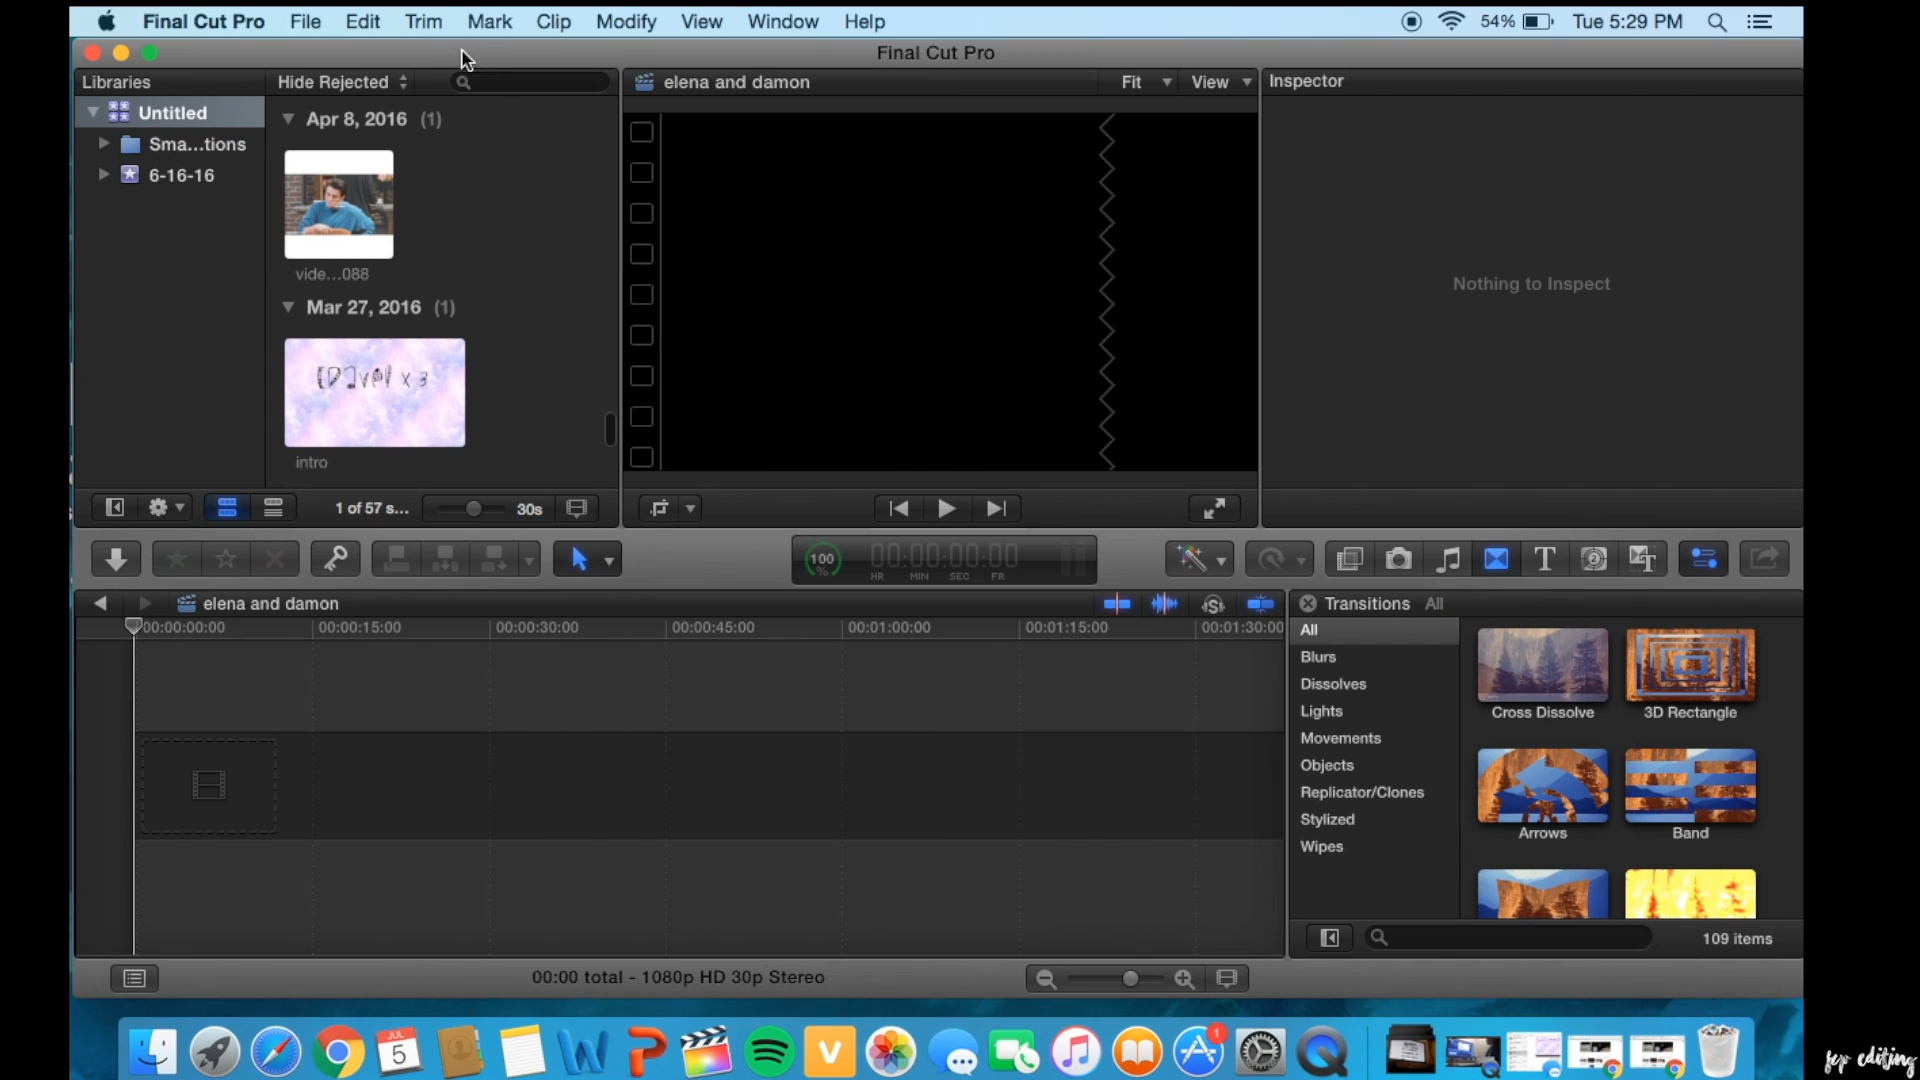 Final Cut Pro File Edit Trim Mark Clip Modify View Window Help 54% Tue 5:29 PM
Final Cut Pro
Libraries Hide Rejected elena and damon Fit View Inspector
Untitled
Sma...tions
6-16-16
Apr 8, 2016 (1)
vide...088
Mar 27, 2016 (1)
intro
Nothing to Inspect
1 of 57 s... 30s
100 %
00:00:00:00
HR MIN SEC FR
elena and damon
00:00:00:00 00:00:15:00 00:00:30:00 00:00:45:00 00:01:00:00 00:01:15:00 00:01:30:00
Transitions All
All
Blurs
Dissolves
Lights
Movements
Objects
Replicator/Clones
Stylized
Wipes
Cross Dissolve 3D Rectangle
Arrows Band
109 items
00:00 total - 1080p HD 30p Stereo
JUL
5
1
fcp editing